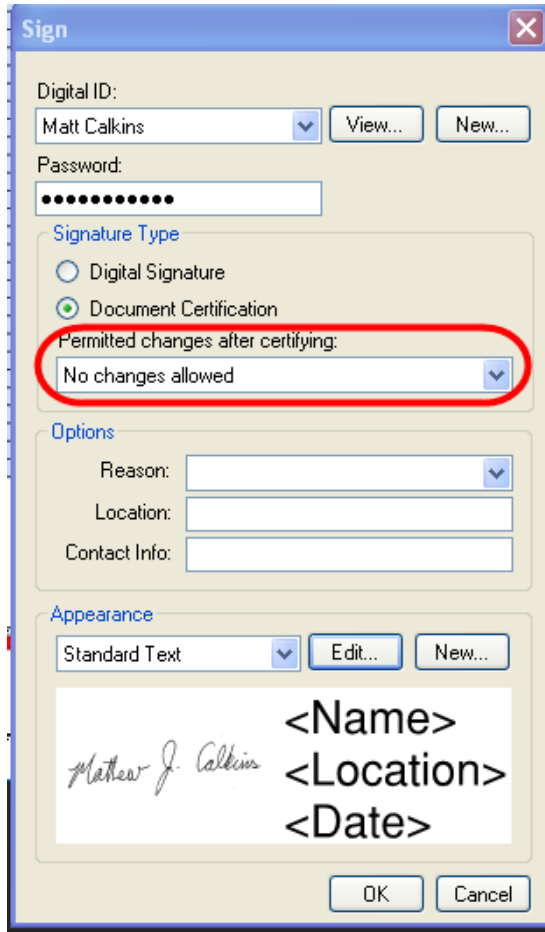 Sign
Digital ID:
Matt Calkins View... New...
Password:
•••••••••••
Signature Type
Digital Signature
Document Certification
Permitted changes after certifying:
No changes allowed
Options
Reason:
Location:
Contact Info:
Appearance
Standard Text Edit... New...
Mathew J. Calkins
<Name>
<Location>
<Date>
OK Cancel